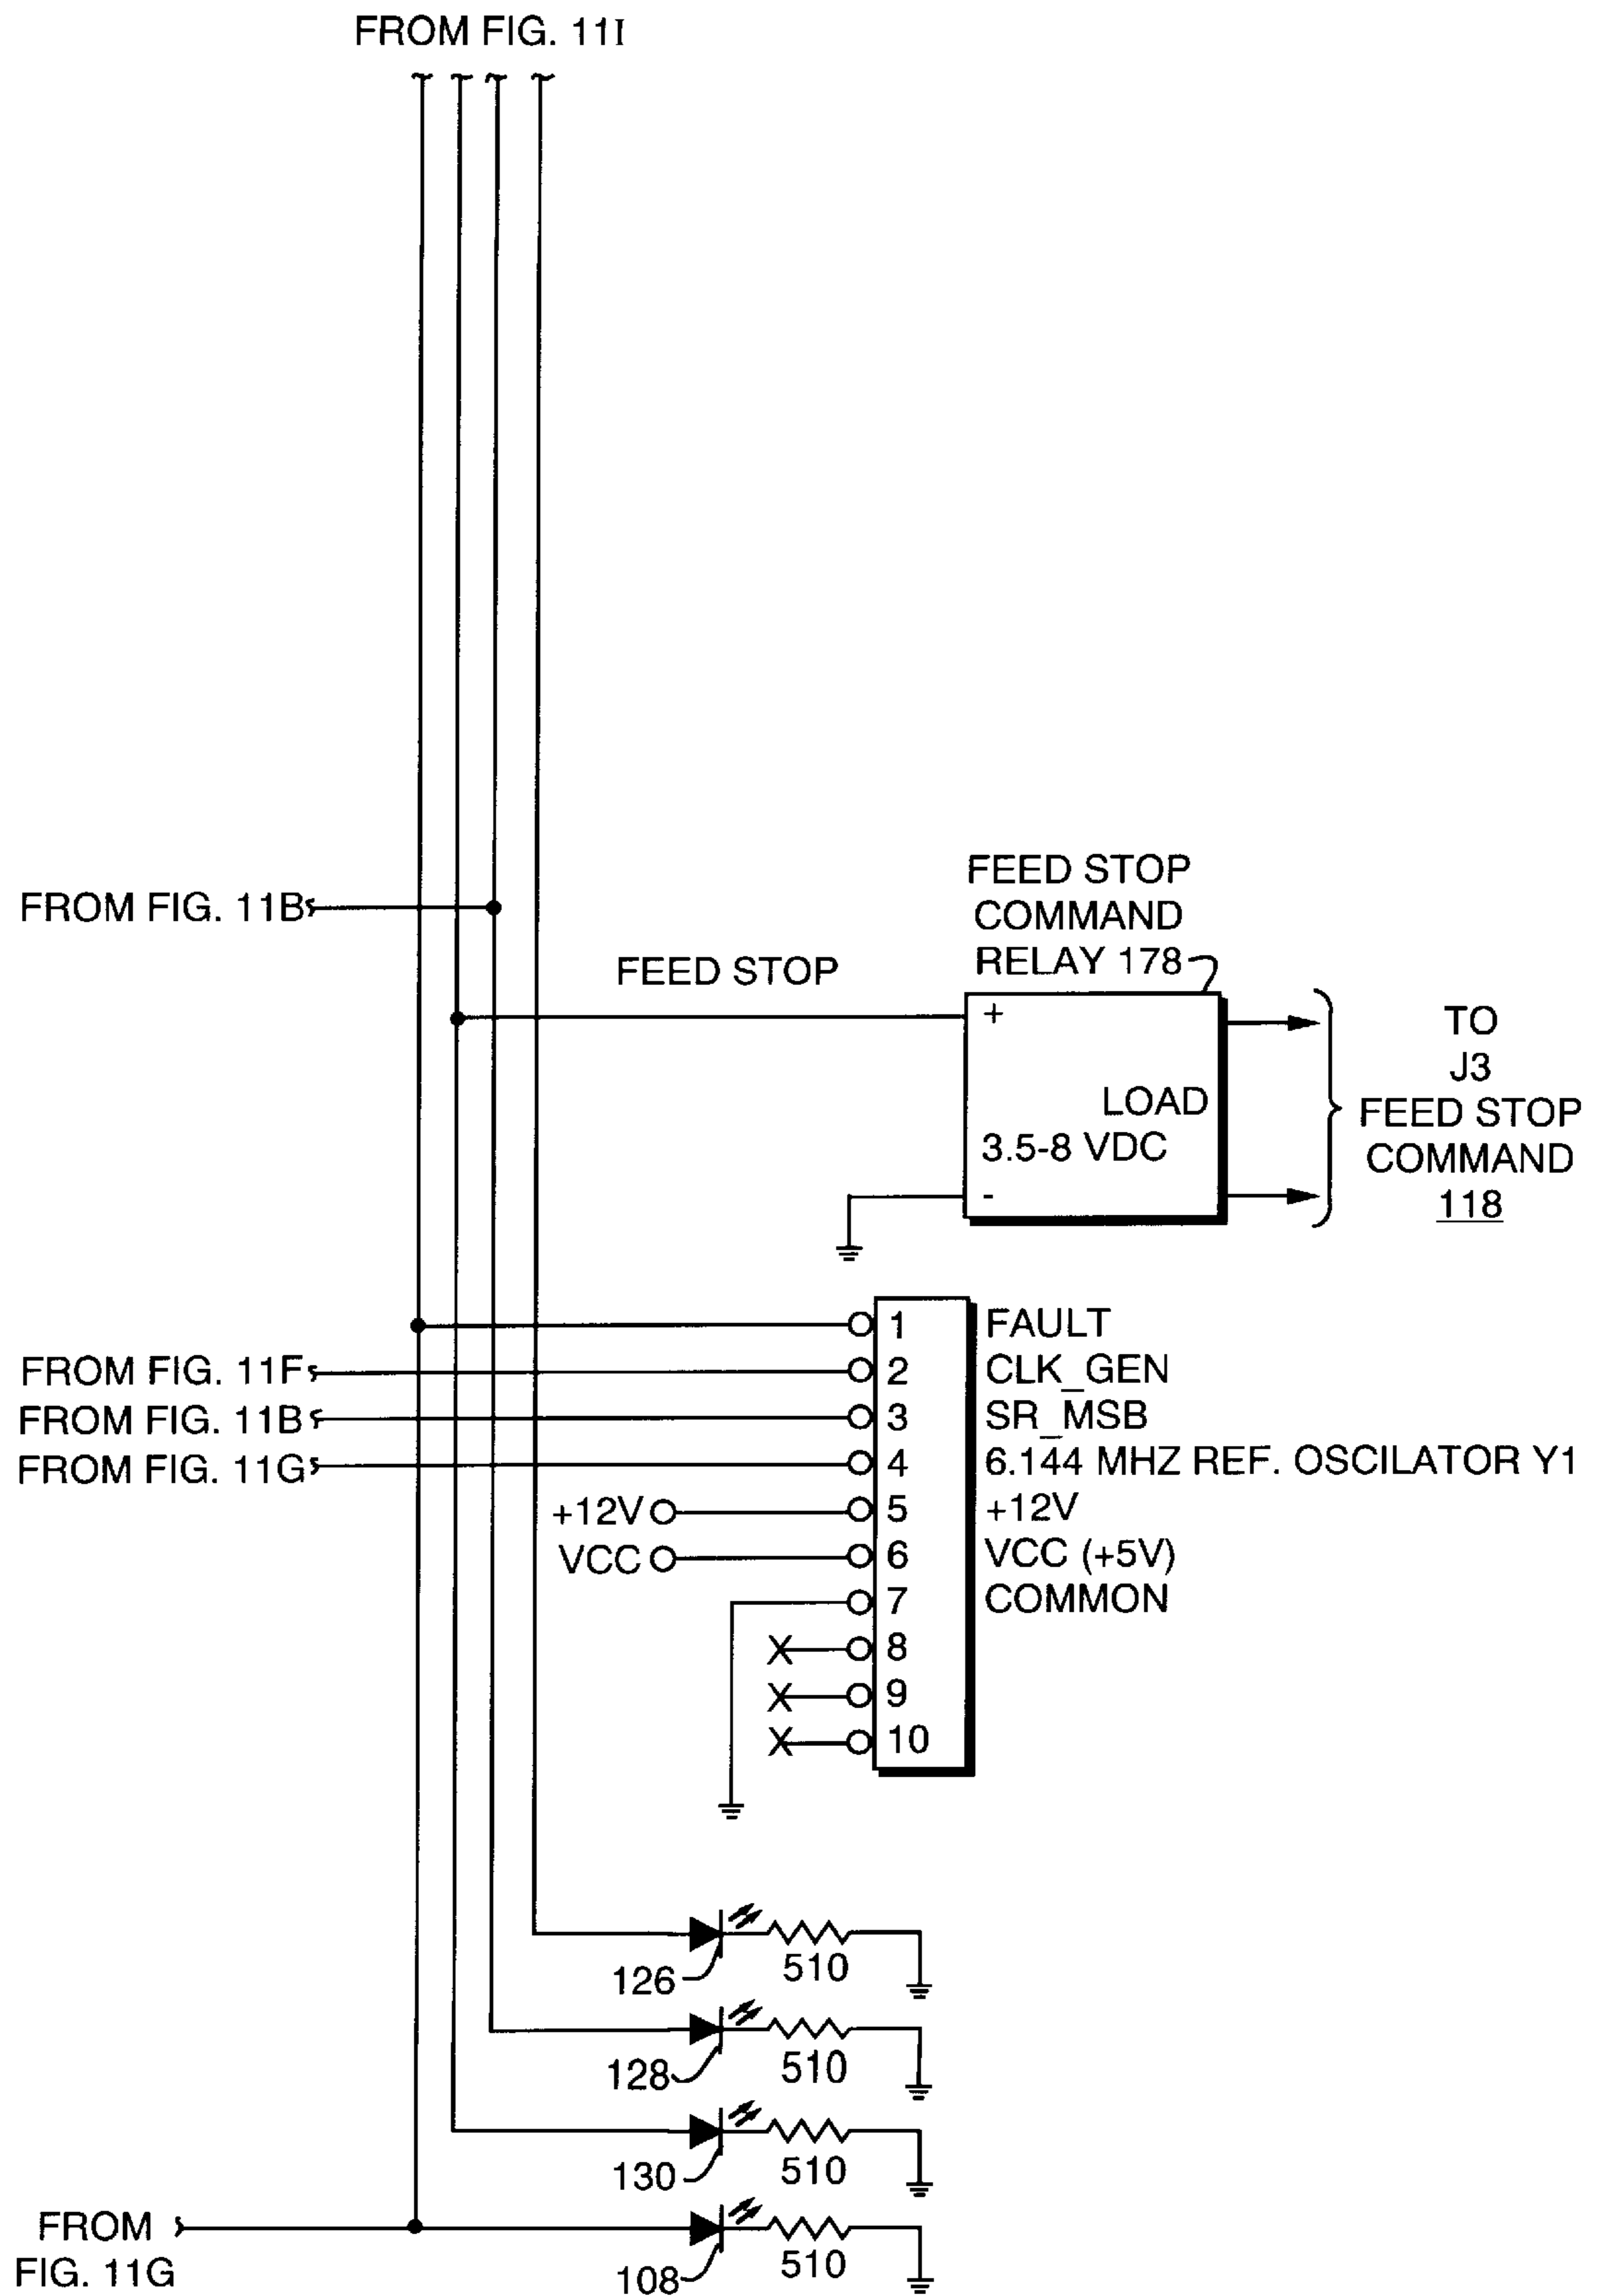 FROM FIG. 11I
FROM FIG. 11B
FEED STOP
FEED STOP
COMMAND
RELAY 178
+
LOAD
3.5-8 VDC
-
TO
J3
FEED STOP
COMMAND
118
1 FAULT
FROM FIG. 11F 2 CLK_GEN
FROM FIG. 11B 3 SR_MSB
FROM FIG. 11G 4 6.144 MHZ REF. OSCILATOR Y1
+12V 5 +12V
VCC 6 VCC (+5V)
7 COMMON
X 8
X 9
X 10
126 510
128 510
130 510
FROM
FIG. 11G
108 510